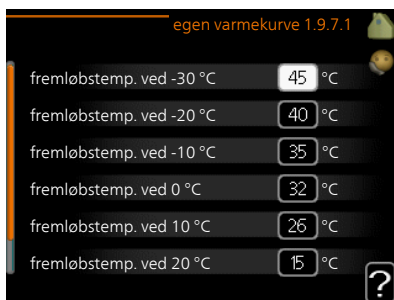 egen varmekurve 1.9.7.1
fremløbstemp. ved -30 °C 45 °C
fremløbstemp. ved -20 °C 40 °C
fremløbstemp. ved -10 °C 35 °C
fremløbstemp. ved 0 °C 32 °C
fremløbstemp. ved 10 °C 26 °C
fremløbstemp. ved 20 °C 15 °C
?